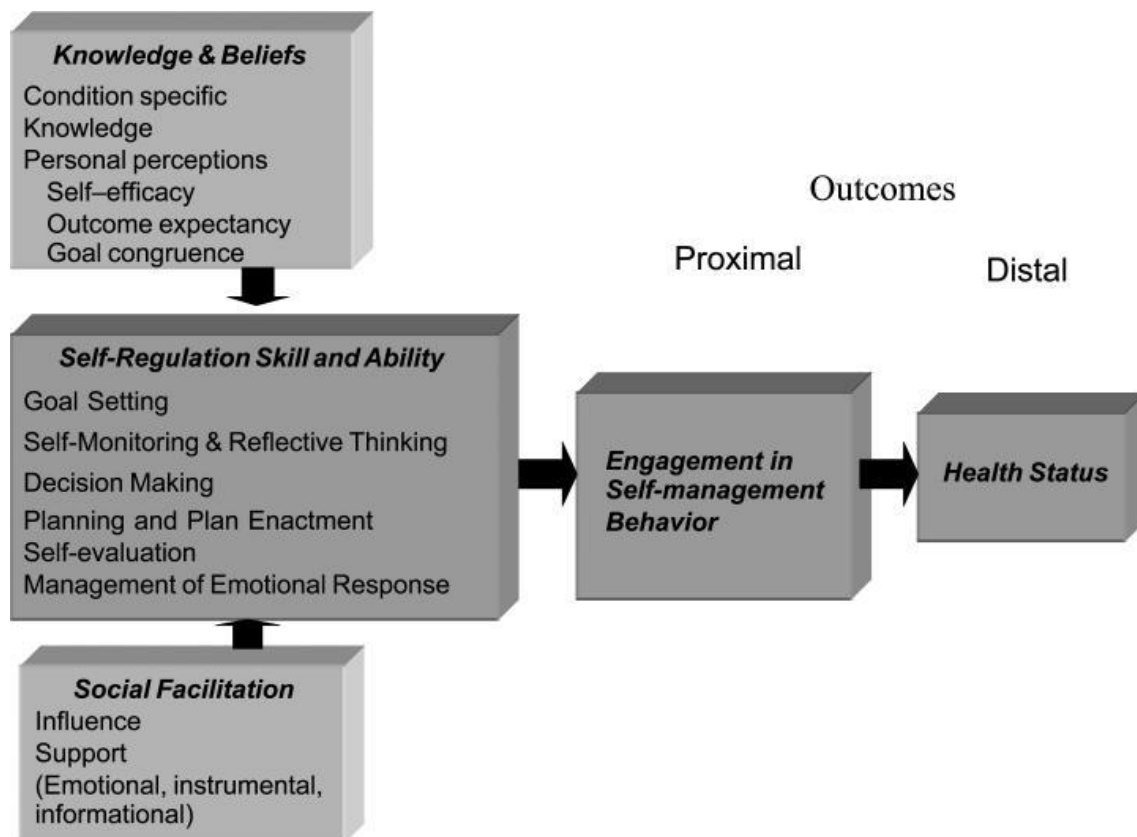 Knowledge & Beliefs
Condition specific
Knowledge
Personal perceptions
Self–efficacy
Outcome expectancy
Goal congruence
Outcomes
Proximal
Distal
Self-Regulation Skill and Ability
Goal Setting
Self-Monitoring & Reflective Thinking
Decision Making
Planning and Plan Enactment
Self-evaluation
Management of Emotional Response
Engagement in
Self-management
Behavior
Health Status
Social Facilitation
Influence
Support
(Emotional, instrumental,
informational)